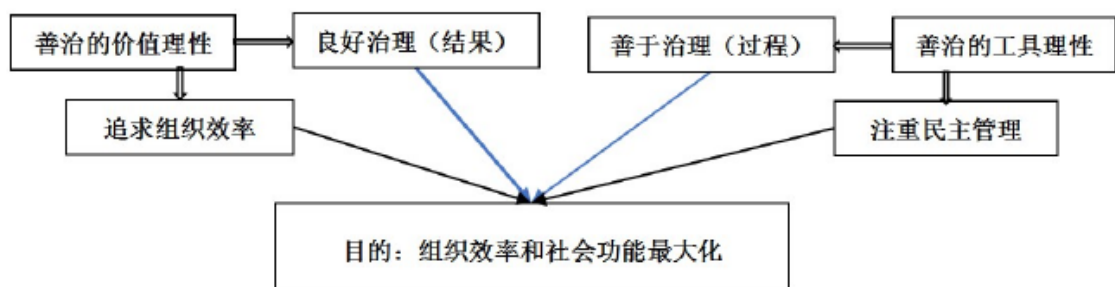 善治的价值理性
良好治理（结果）
善于治理（过程）
善治的工具理性
追求组织效率
注重民主管理
目的：组织效率和社会功能最大化